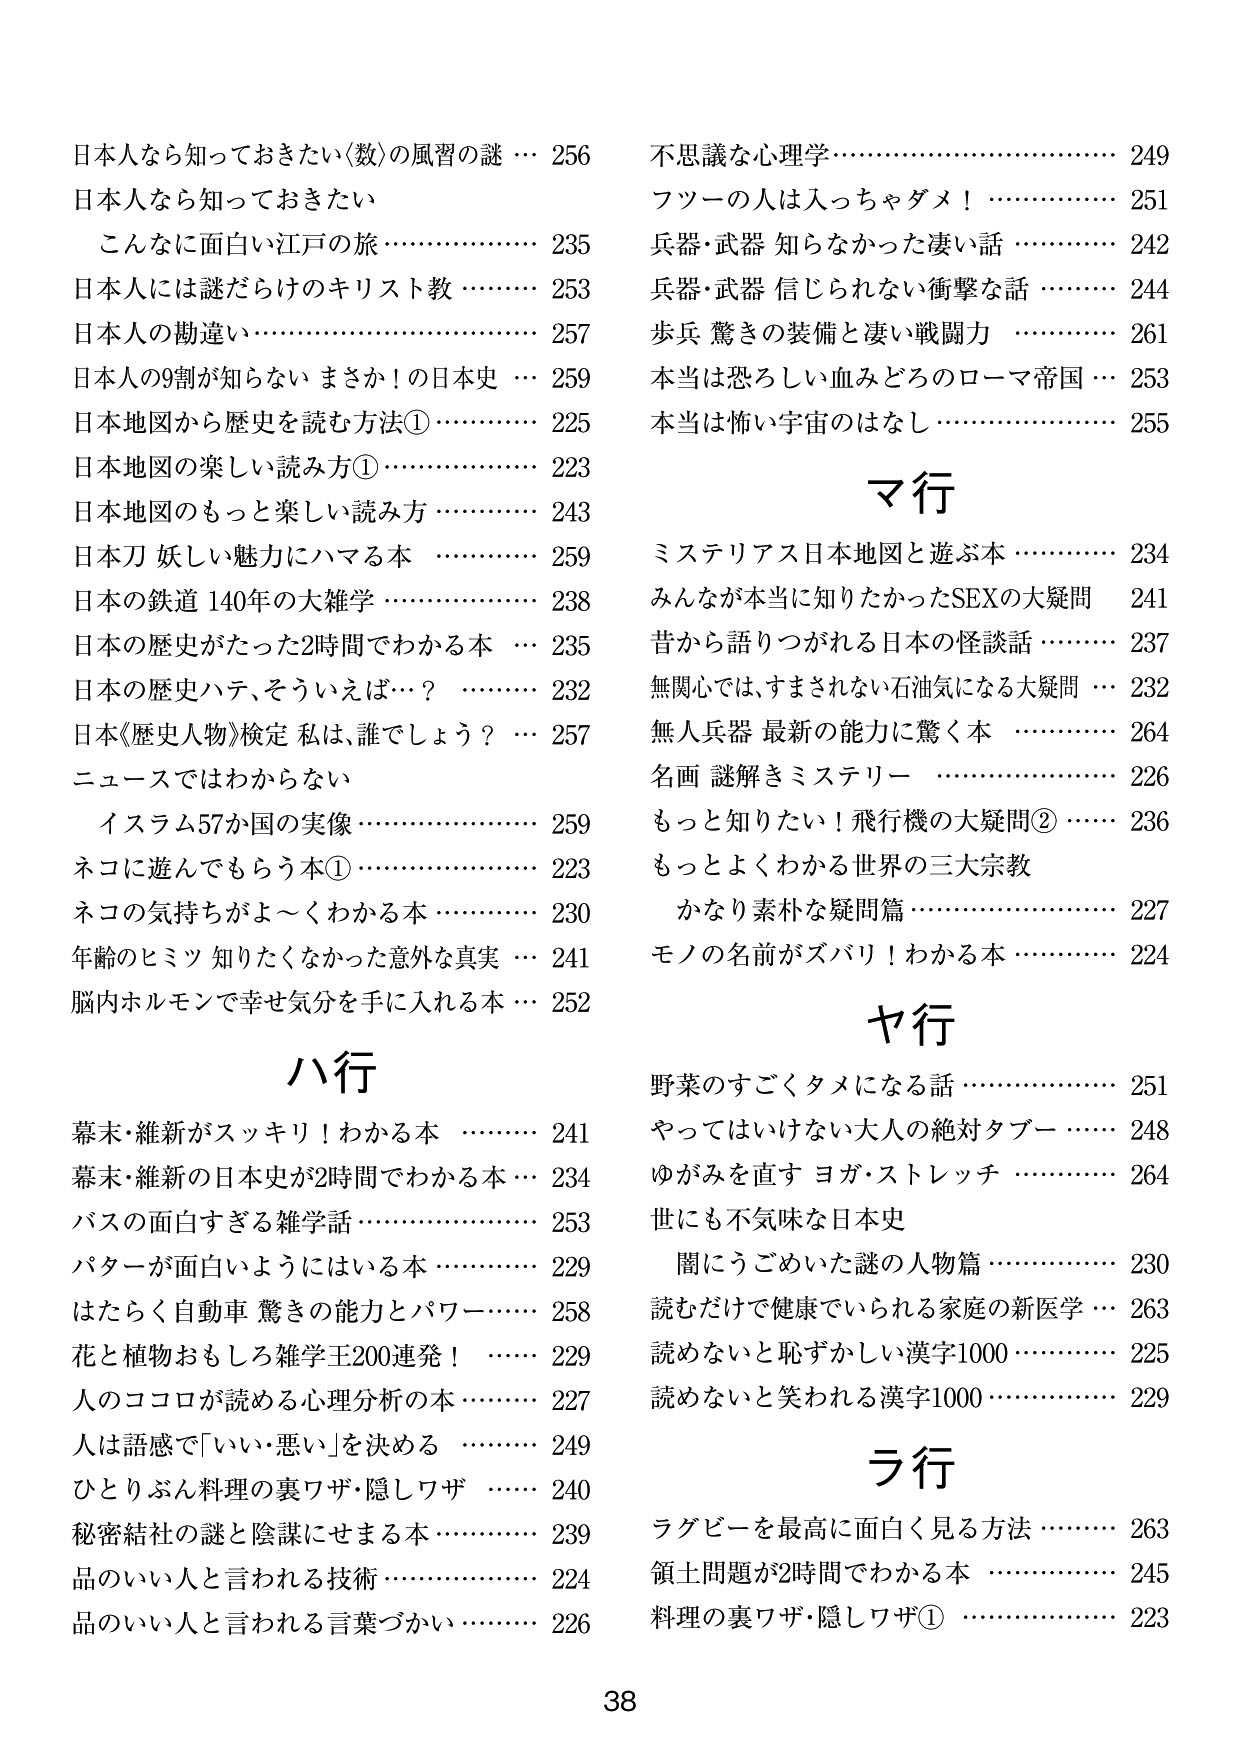 日本人なら知っておきたい〈数〉の風習の謎 … 256
日本人なら知っておきたい
こんなに面白い江戸の旅……………… 235
日本人には謎だらけのキリスト教……… 253
日本人の勘違い…………………………… 257
日本人の9割が知らない まさか！の日本史 … 259
日本地図から歴史を読む方法①………… 225
日本地図の楽しい読み方①……………… 223
日本地図のもっと楽しい読み方………… 243
日本刀 妖しい魅力にハマる本 ………… 259
日本の鉄道 140年の大雑学……………… 238
日本の歴史がたった2時間でわかる本 … 235
日本の歴史ハテ、そういえば…？ ……… 232
日本《歴史人物》検定 私は、誰でしょう？ … 257
ニュースではわからない
イスラム57か国の実像………………… 259
ネコに遊んでもらう本①………………… 223
ネコの気持ちがよ〜くわかる本………… 230
年齢のヒミツ 知りたくなかった意外な真実 … 241
脳内ホルモンで幸せ気分を手に入れる本… 252
ハ行
幕末・維新がスッキリ！わかる本 ……… 241
幕末・維新の日本史が2時間でわかる本… 234
バスの面白すぎる雑学話………………… 253
パターが面白いようにはいる本………… 229
はたらく自動車 驚きの能力とパワー…… 258
花と植物おもしろ雑学王200連発！ …… 229
人のココロが読める心理分析の本……… 227
人は語感で「いい・悪い」を決める ……… 249
ひとりぶん料理の裏ワザ・隠しワザ …… 240
秘密結社の謎と陰謀にせまる本………… 239
品のいい人と言われる技術……………… 224
品のいい人と言われる言葉づかい……… 226
不思議な心理学…………………………… 249
フツーの人は入っちゃダメ！…………… 251
兵器・武器 知らなかった凄い話………… 242
兵器・武器 信じられない衝撃な話……… 244
歩兵 驚きの装備と凄い戦闘力 ………… 261
本当は恐ろしい血みどろのローマ帝国… 253
本当は怖い宇宙のはなし………………… 255
マ行
ミステリアス日本地図と遊ぶ本………… 234
みんなが本当に知りたかったSEXの大疑問 241
昔から語りつがれる日本の怪談話……… 237
無関心では、すまされない石油気になる大疑問 … 232
無人兵器 最新の能力に驚く本 ………… 264
名画 謎解きミステリー ………………… 226
もっと知りたい！飛行機の大疑問②…… 236
もっとよくわかる世界の三大宗教
かなり素朴な疑問篇…………………… 227
モノの名前がズバリ！わかる本………… 224
ヤ行
野菜のすごくタメになる話……………… 251
やってはいけない大人の絶対タブー…… 248
ゆがみを直す ヨガ・ストレッチ ………… 264
世にも不気味な日本史
闇にうごめいた謎の人物篇…………… 230
読むだけで健康でいられる家庭の新医学… 263
読めないと恥ずかしい漢字1000………… 225
読めないと笑われる漢字1000…………… 229
ラ行
ラグビーを最高に面白く見る方法……… 263
領土問題が2時間でわかる本 …………… 245
料理の裏ワザ・隠しワザ① ……………… 223
38